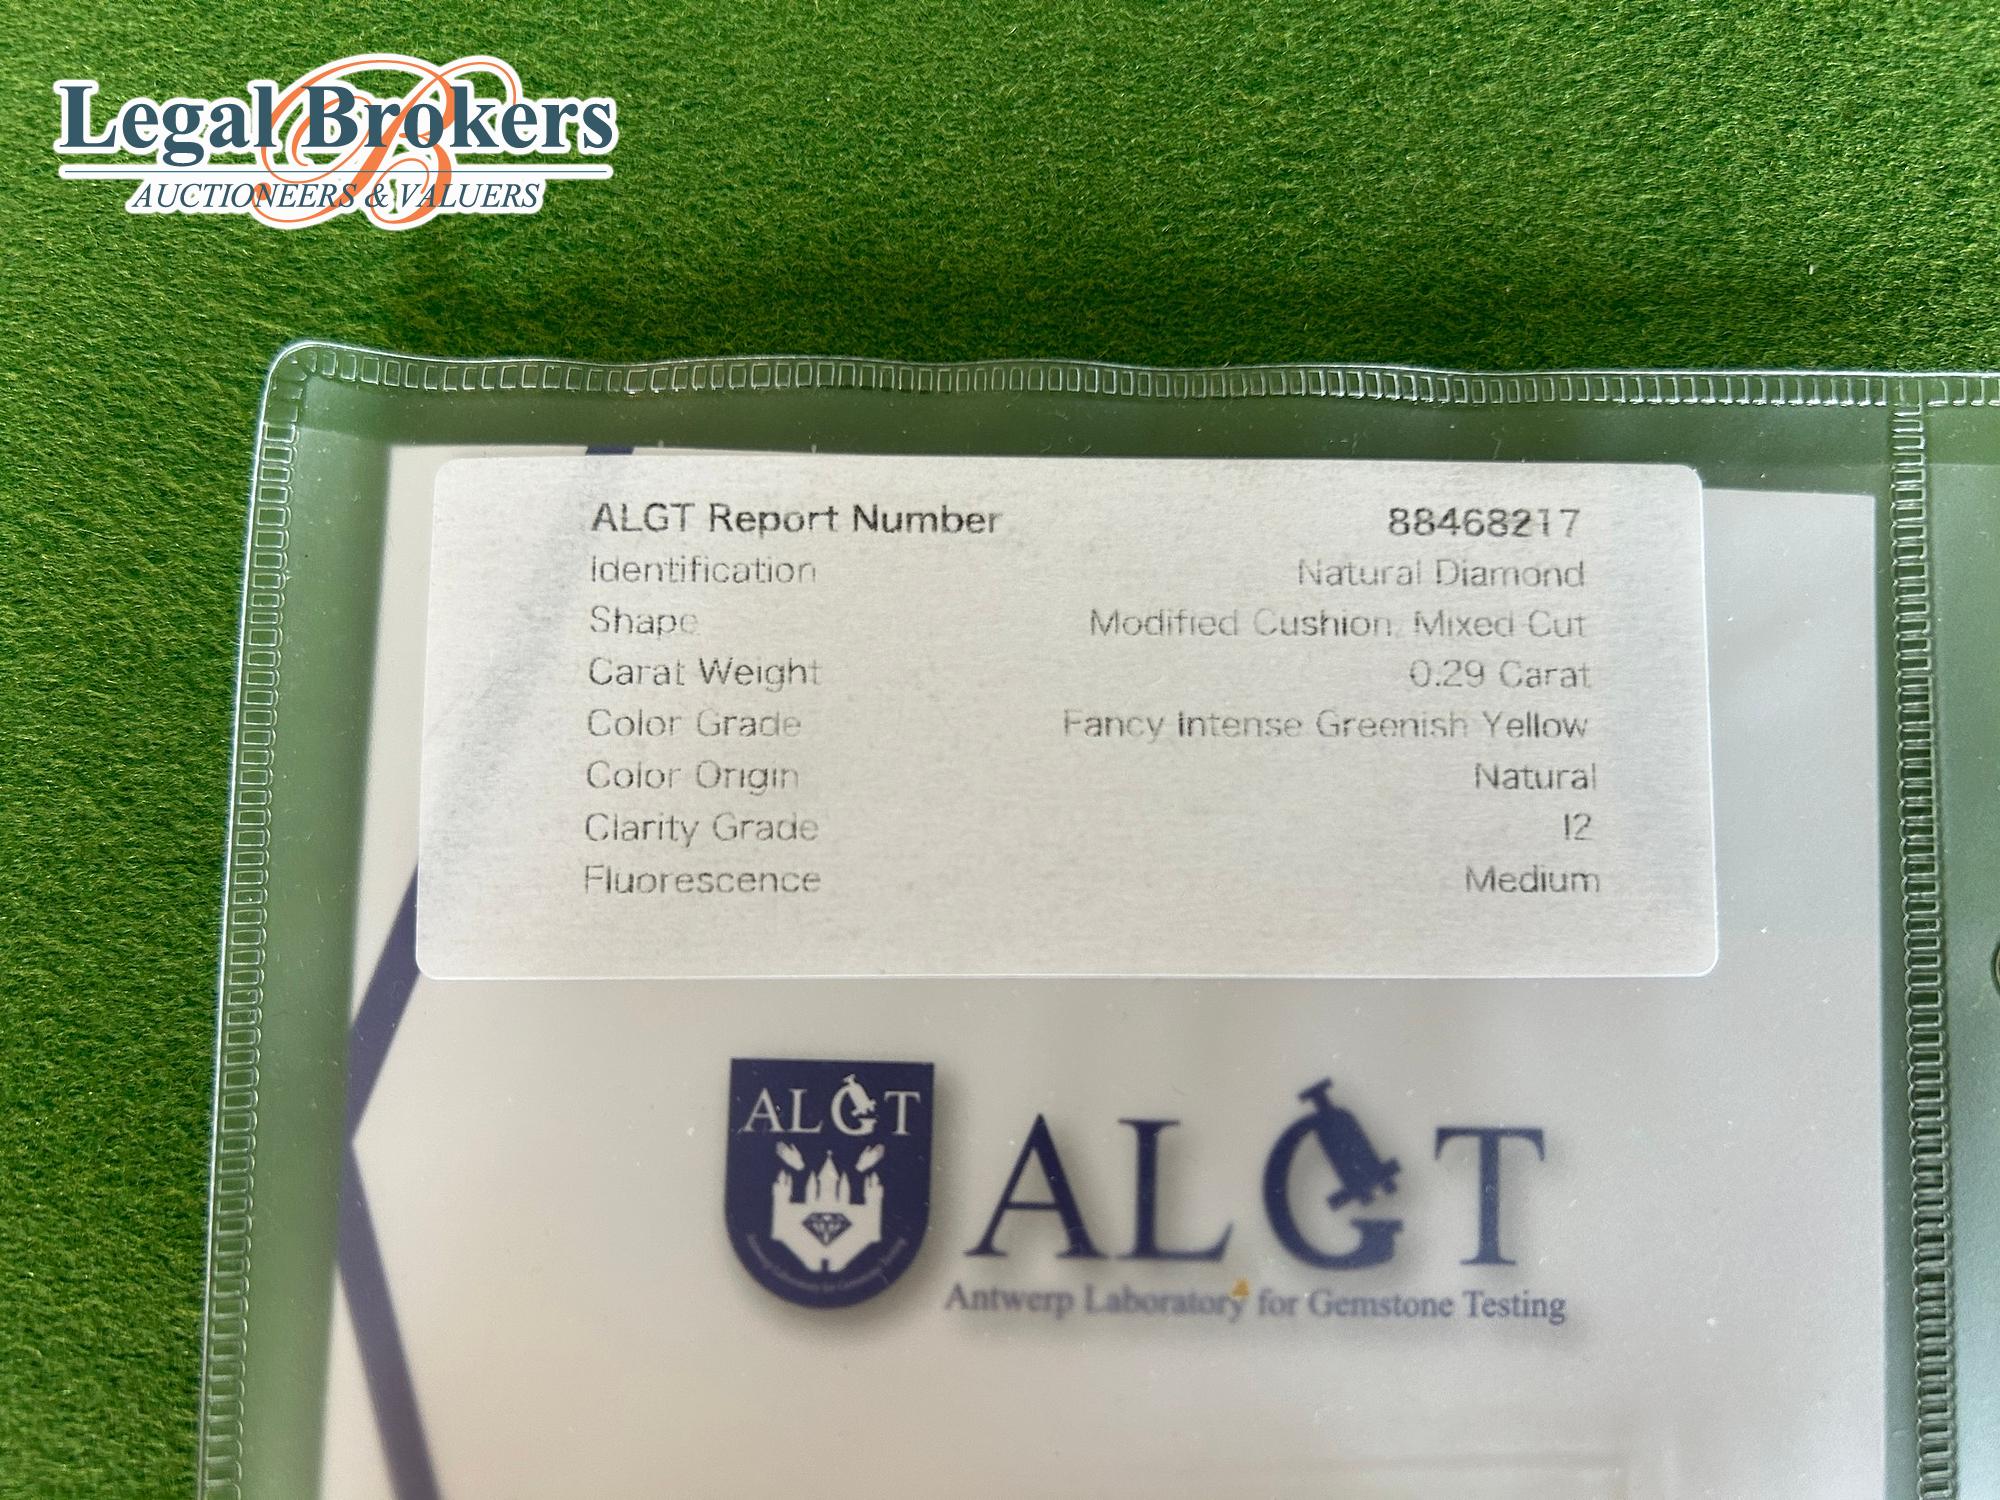 Legal Brokers
AUCTIONEERS & VALUERS
ALGT Report Number 88468217
Identification Natural Diamond
Shape Modified Cushion, Mixed Cut
Carat Weight 0.29 Carat
Color Grade Fancy Intense Greenish Yellow
Color Origin Natural
Clarity Grade I2
Fluorescence Medium
ALGT
ALGT
Antwerp Laboratory for Gemstone Testing